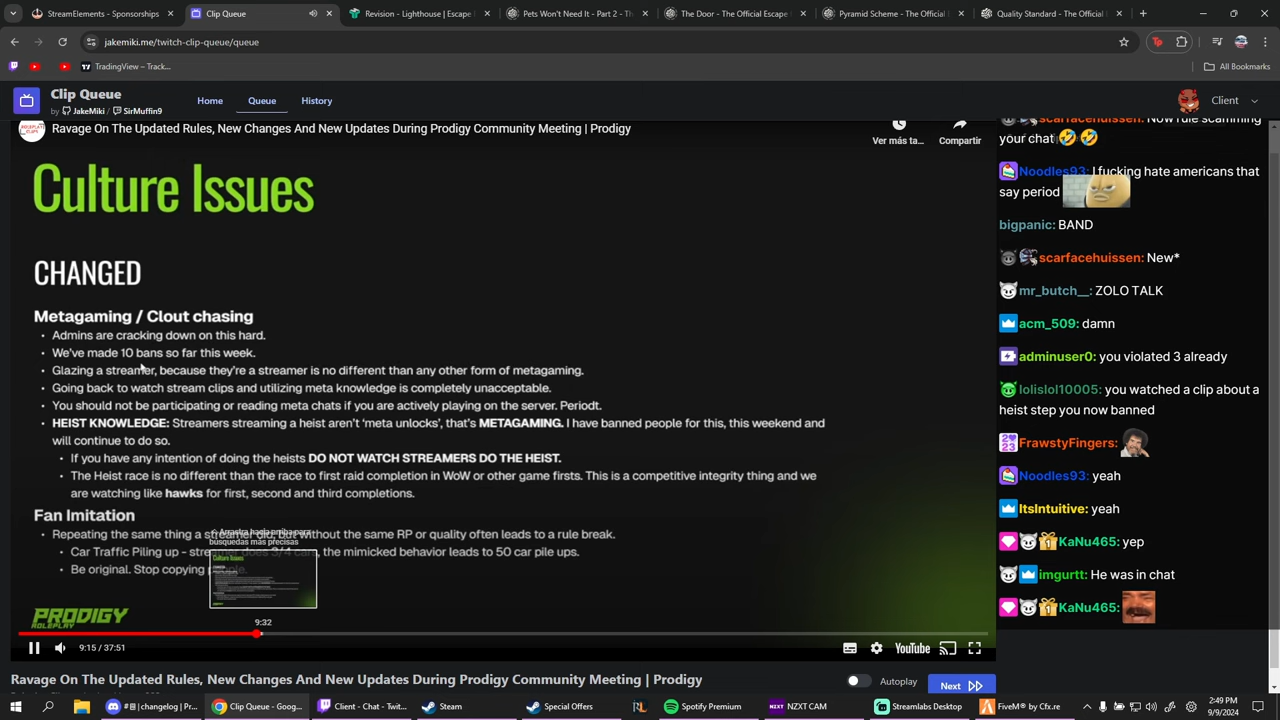 StreamElements - Sponsorships
Clip Queue
Revision - Lighthouse | Escape
Pets Won't Need It - Part 2 - Th
The Door - The Official Escape
Pyramid Scheme - The Official
Quality Standard - The Official
jakemiki.me/twitch-clip-queue/queue
TradingView – Track...
All Bookmarks
Clip Queue
by JakeMiki / SirMuffin9
Home
Queue
History
Client
Ravage On The Updated Rules, New Changes And New Updates During Prodigy Community Meeting | Prodigy
Ver más ta...
Compartir
Culture Issues
CHANGED
Metagaming / Clout chasing
• Admins are cracking down on this hard.
• We've made 10 bans so far this week.
• Glazing a streamer, because they're a streamer is no different than any other form of metagaming.
• Going back to watch stream clips and utilizing meta knowledge is completely unacceptable.
• You should not be participating or reading meta chats if you are actively playing on the server. Periodt.
• HEIST KNOWLEDGE: Streamers streaming a heist aren't 'meta unlocks', that's METAGAMING. I have banned people for this, this weekend and
will continue to do so.
• If you have any intention of doing the heists DO NOT WATCH STREAMERS DO THE HEIST.
• The Heist race is no different than the race to first raid completion in WoW or other game firsts. This is a competitive integrity thing and we
are watching like hawks for first, second and third completions.
Fan Imitation
• Repeating the same thing a streamer did, but without the same RP or quality often leads to a rule break.
búsquedas más precisas
• Car Traffic Piling up - streamer does 3/4 cars, the mimicked behavior leads to 50 car pile ups.
• Be original. Stop copying people.
Culture Issues
PRODIGY
ROLEPLAY
9:32
9:15 / 37:51
YouTube
Ravage On The Updated Rules, New Changes And New Updates During Prodigy Community Meeting | Prodigy
Autoplay
Next
scarfacehuissen: Now rule scamming
your chat 🤣 🤣
Noodles93: I fucking hate americans that
say period
bigpanic: BAND
scarfacehuissen: New*
mr_butch__: ZOLO TALK
acm_509: damn
adminuser0: you violated 3 already
lolislol10005: you watched a clip about a
heist step you now banned
FrawstyFingers:
Noodles93: yeah
ItsIntuitive: yeah
KaNu465: yep
imgurtt: He was in chat
KaNu465:
#📓|changelog | Pr...
Clip Queue - Goog...
Client - Chat - Twit...
Steam
Special Offers
Spotify Premium
NZXT CAM
Streamlabs Desktop
FiveM® by Cfx.re
2:49 PM
9/9/2024